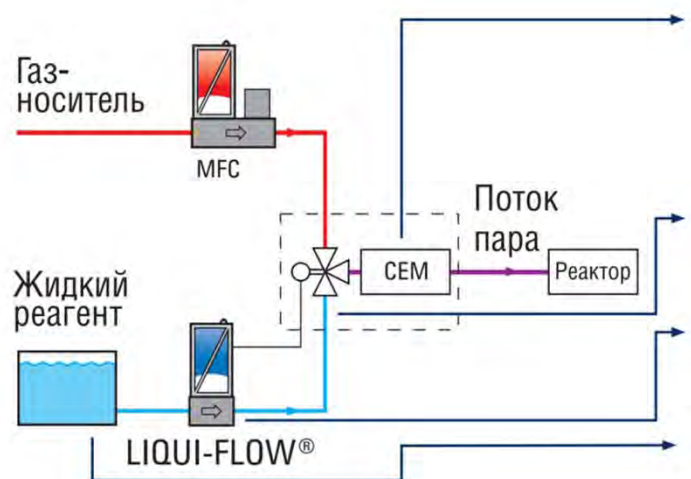 Газ-
носитель
MFC
Поток
пара
CEM
Реактор
Жидкий
реагент
LIQUI-FLOW®